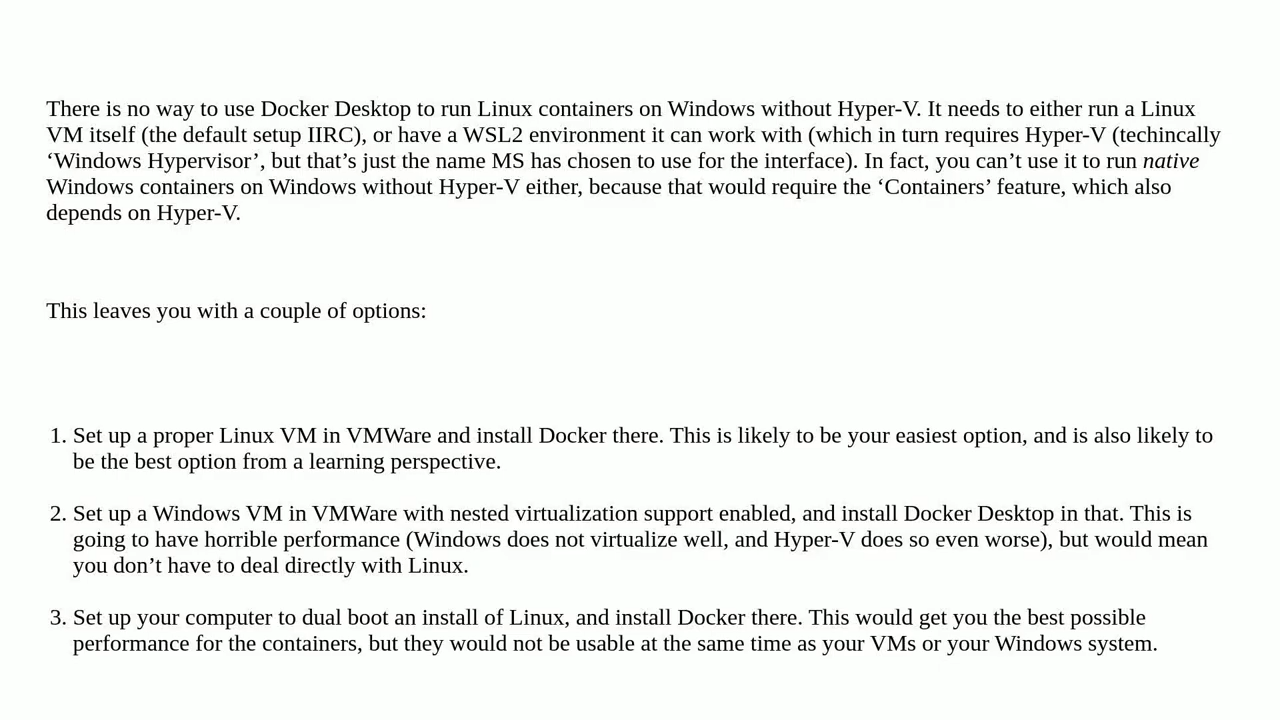 There is no way to use Docker Desktop to run Linux containers on Windows without Hyper-V. It needs to either run a Linux
VM itself (the default setup IIRC), or have a WSL2 environment it can work with (which in turn requires Hyper-V (techincally
‘Windows Hypervisor’, but that’s just the name MS has chosen to use for the interface). In fact, you can’t use it to run native
Windows containers on Windows without Hyper-V either, because that would require the ‘Containers’ feature, which also
depends on Hyper-V.
This leaves you with a couple of options:
1. Set up a proper Linux VM in VMWare and install Docker there. This is likely to be your easiest option, and is also likely to
be the best option from a learning perspective.
2. Set up a Windows VM in VMWare with nested virtualization support enabled, and install Docker Desktop in that. This is
going to have horrible performance (Windows does not virtualize well, and Hyper-V does so even worse), but would mean
you don’t have to deal directly with Linux.
3. Set up your computer to dual boot an install of Linux, and install Docker there. This would get you the best possible
performance for the containers, but they would not be usable at the same time as your VMs or your Windows system.